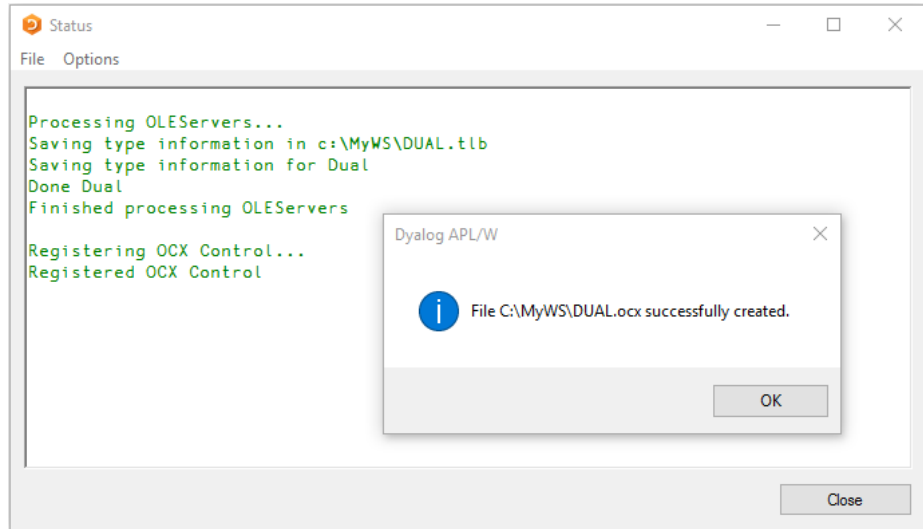 Status
File Options
Processing OLEServers...
Saving type information in c:\MyWS\DUAL.tlb
Saving type information for Dual
Done Dual
Finished processing OLEServers
Registering OCX Control...
Registered OCX Control
Dyalog APL/W
File C:\MyWS\DUAL.ocx successfully created.
OK
Close